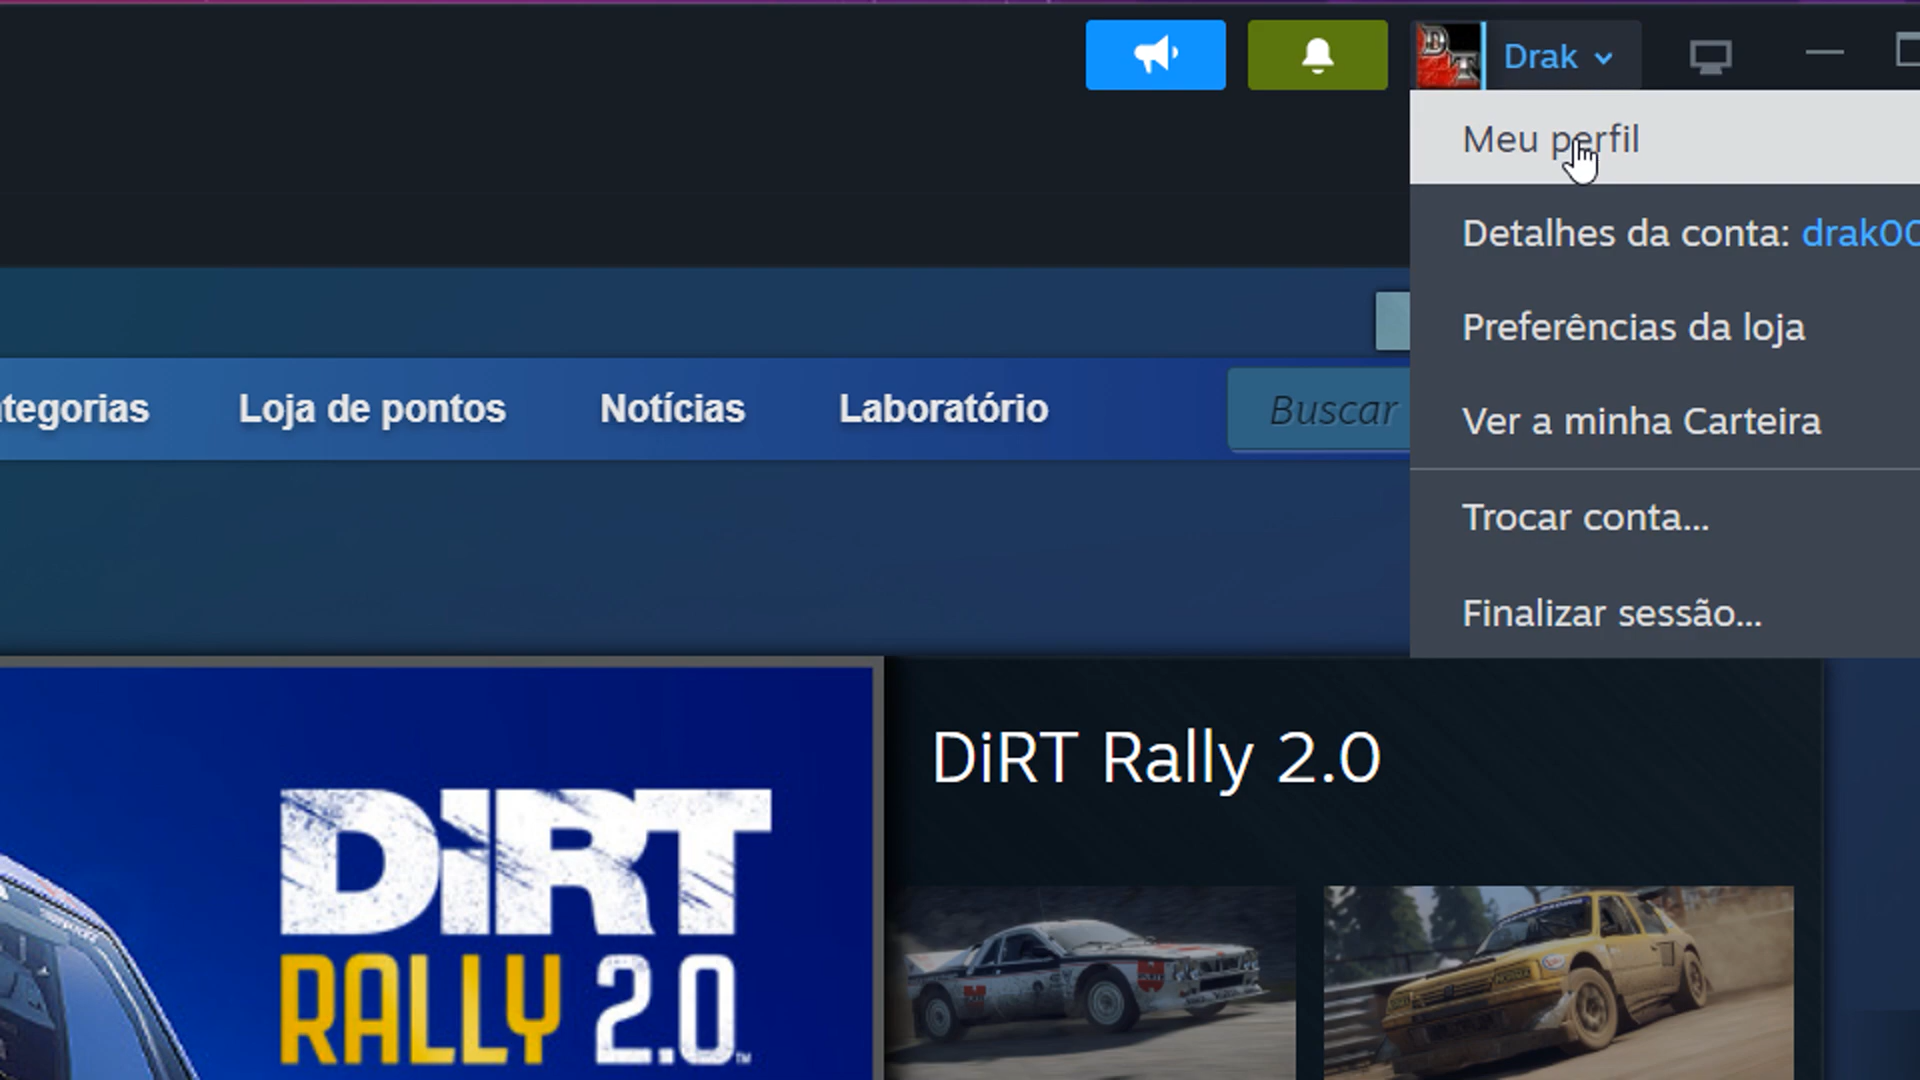 Drak
Meu perfil
Detalhes da conta: drak00
Preferências da loja
Ver a minha Carteira
Trocar conta...
Finalizar sessão...
tegorias
Loja de pontos
Notícias
Laboratório
Buscar
DiRT Rally 2.0
DiRT
RALLY 2.0